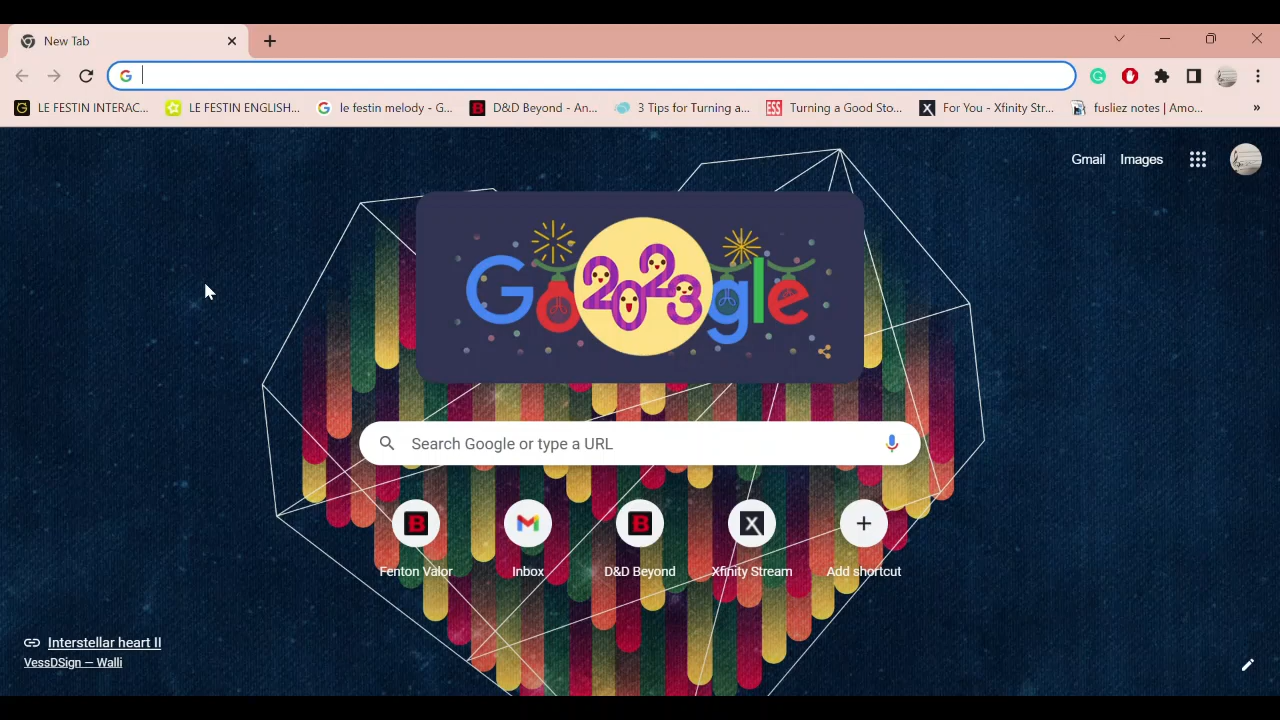 New Tab
LE FESTIN INTERAC...
LE FESTIN ENGLISH...
le festin melody - G...
D&D Beyond - An...
3 Tips for Turning a...
ESS
Turning a Good Sto...
For You - Xfinity Str...
fusliez notes | Amo...
Gmail
Images
Google
2023
Search Google or type a URL
Fenton Valor
Inbox
D&D Beyond
Xfinity Stream
Add shortcut
Interstellar heart II
VessDSign — Walli